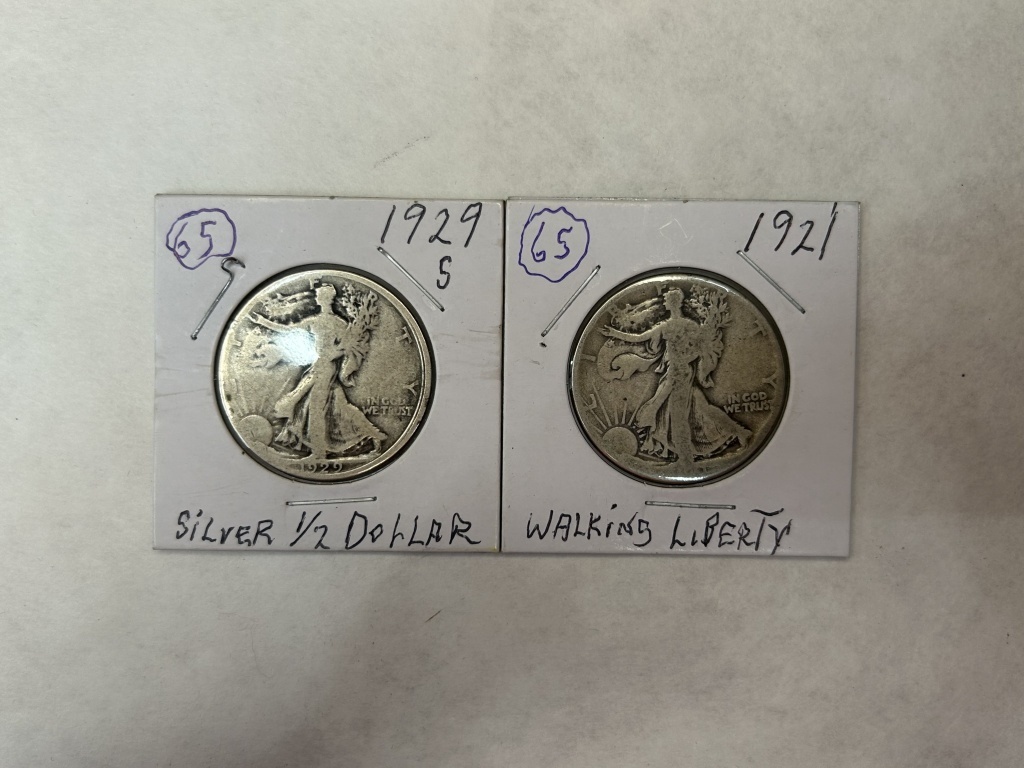 65
1929
S
IN GOD
WE TRUST
1929
SiLVER 1/2 DOLLAR
65
1921
IN GOD
WE TRUST
WALKiNG LiBERTY